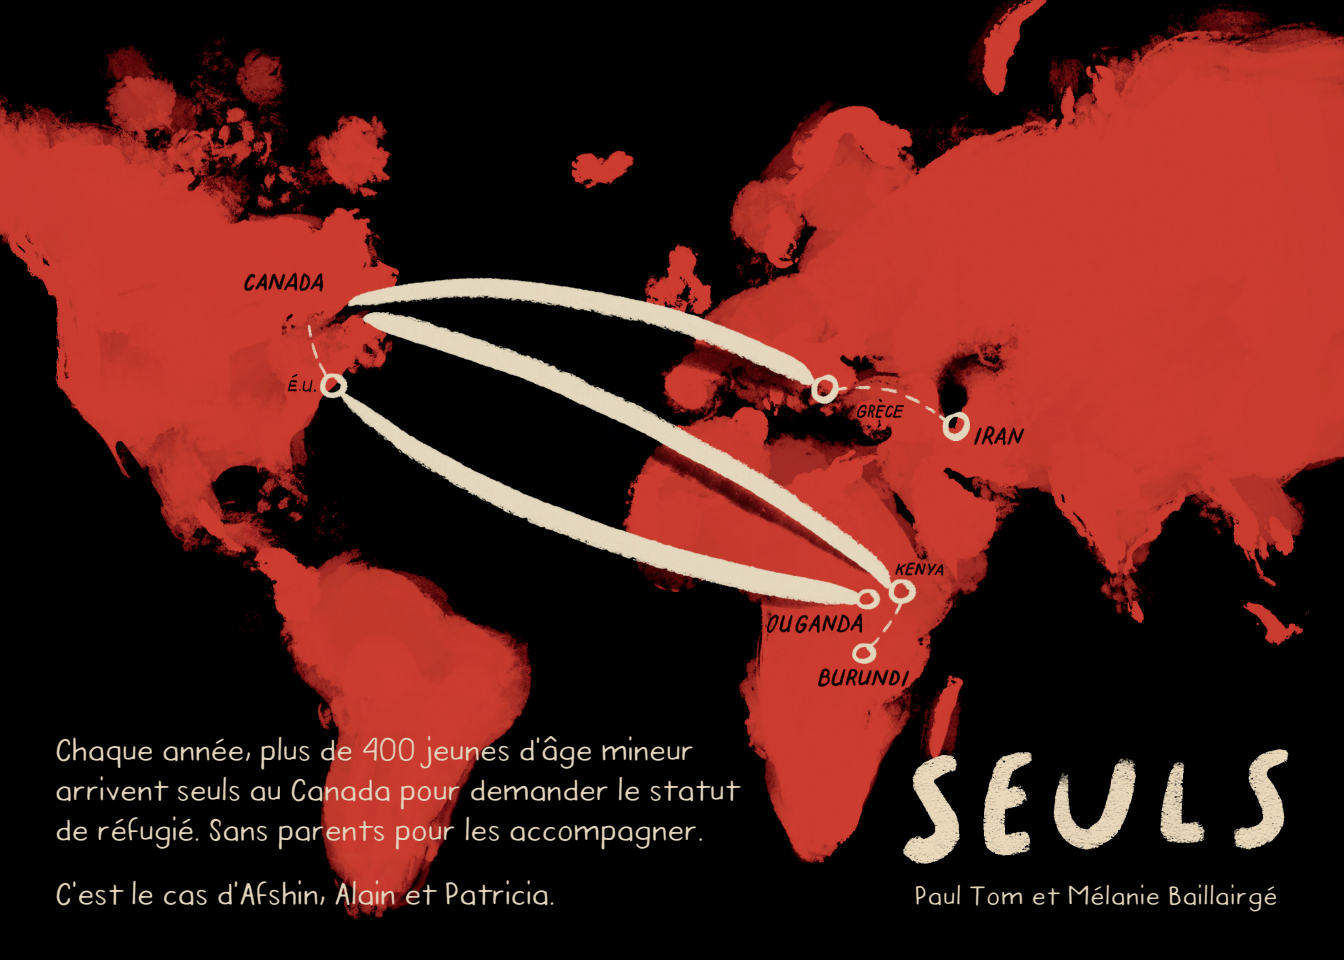 CANADA
É.U.
GRÈCE
IRAN
KENYA
OUGANDA
BURUNDI
Chaque année, plus de 400 jeunes d'âge mineur
arrivent seuls au Canada pour demander le statut
de réfugié. Sans parents pour les accompagner.
C'est le cas d'Afshin, Alain et Patricia.
SEULS
Paul Tom et Mélanie Baillairgé